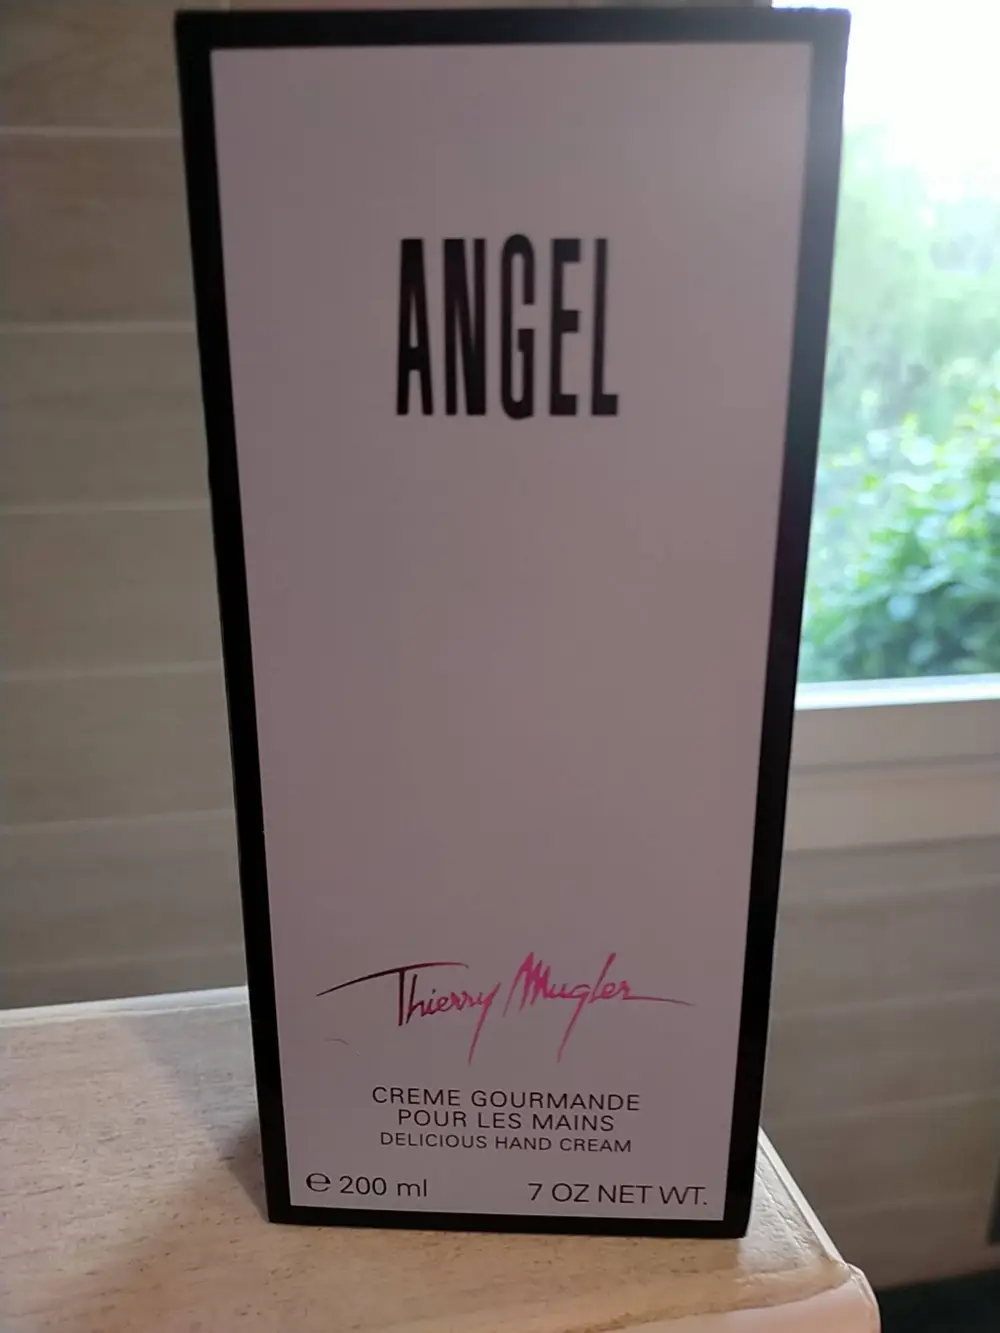 ANGEL
Thierry Mugler
CREME GOURMANDE
POUR LES MAINS
DELICIOUS HAND CREAM
℮ 200 ml 7 OZ NET WT.